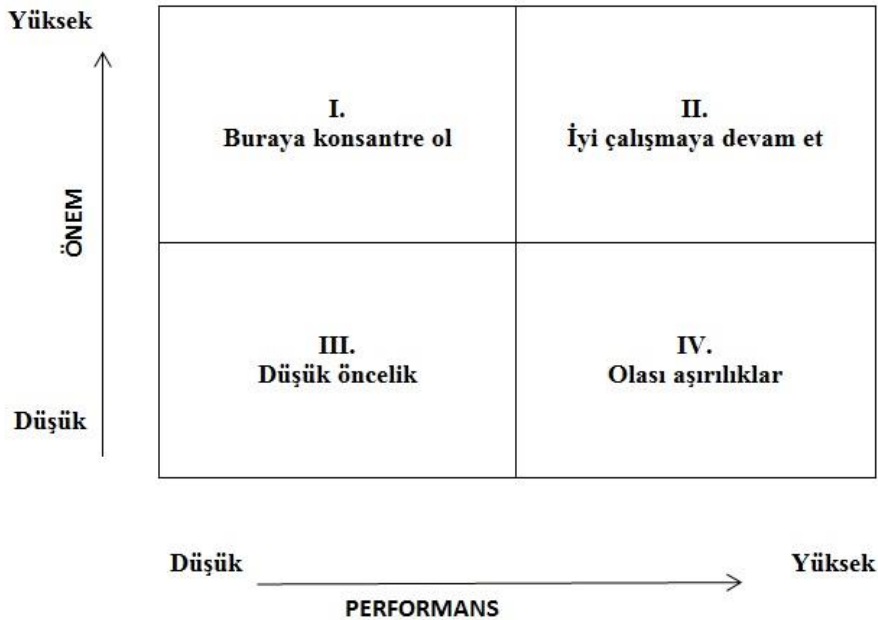 Yüksek
I.
Buraya konsantre ol
II.
İyi çalışmaya devam et
ÖNEM
III.
Düşük öncelik
IV.
Olası aşırılıklar
Düşük
Düşük
Yüksek
PERFORMANS